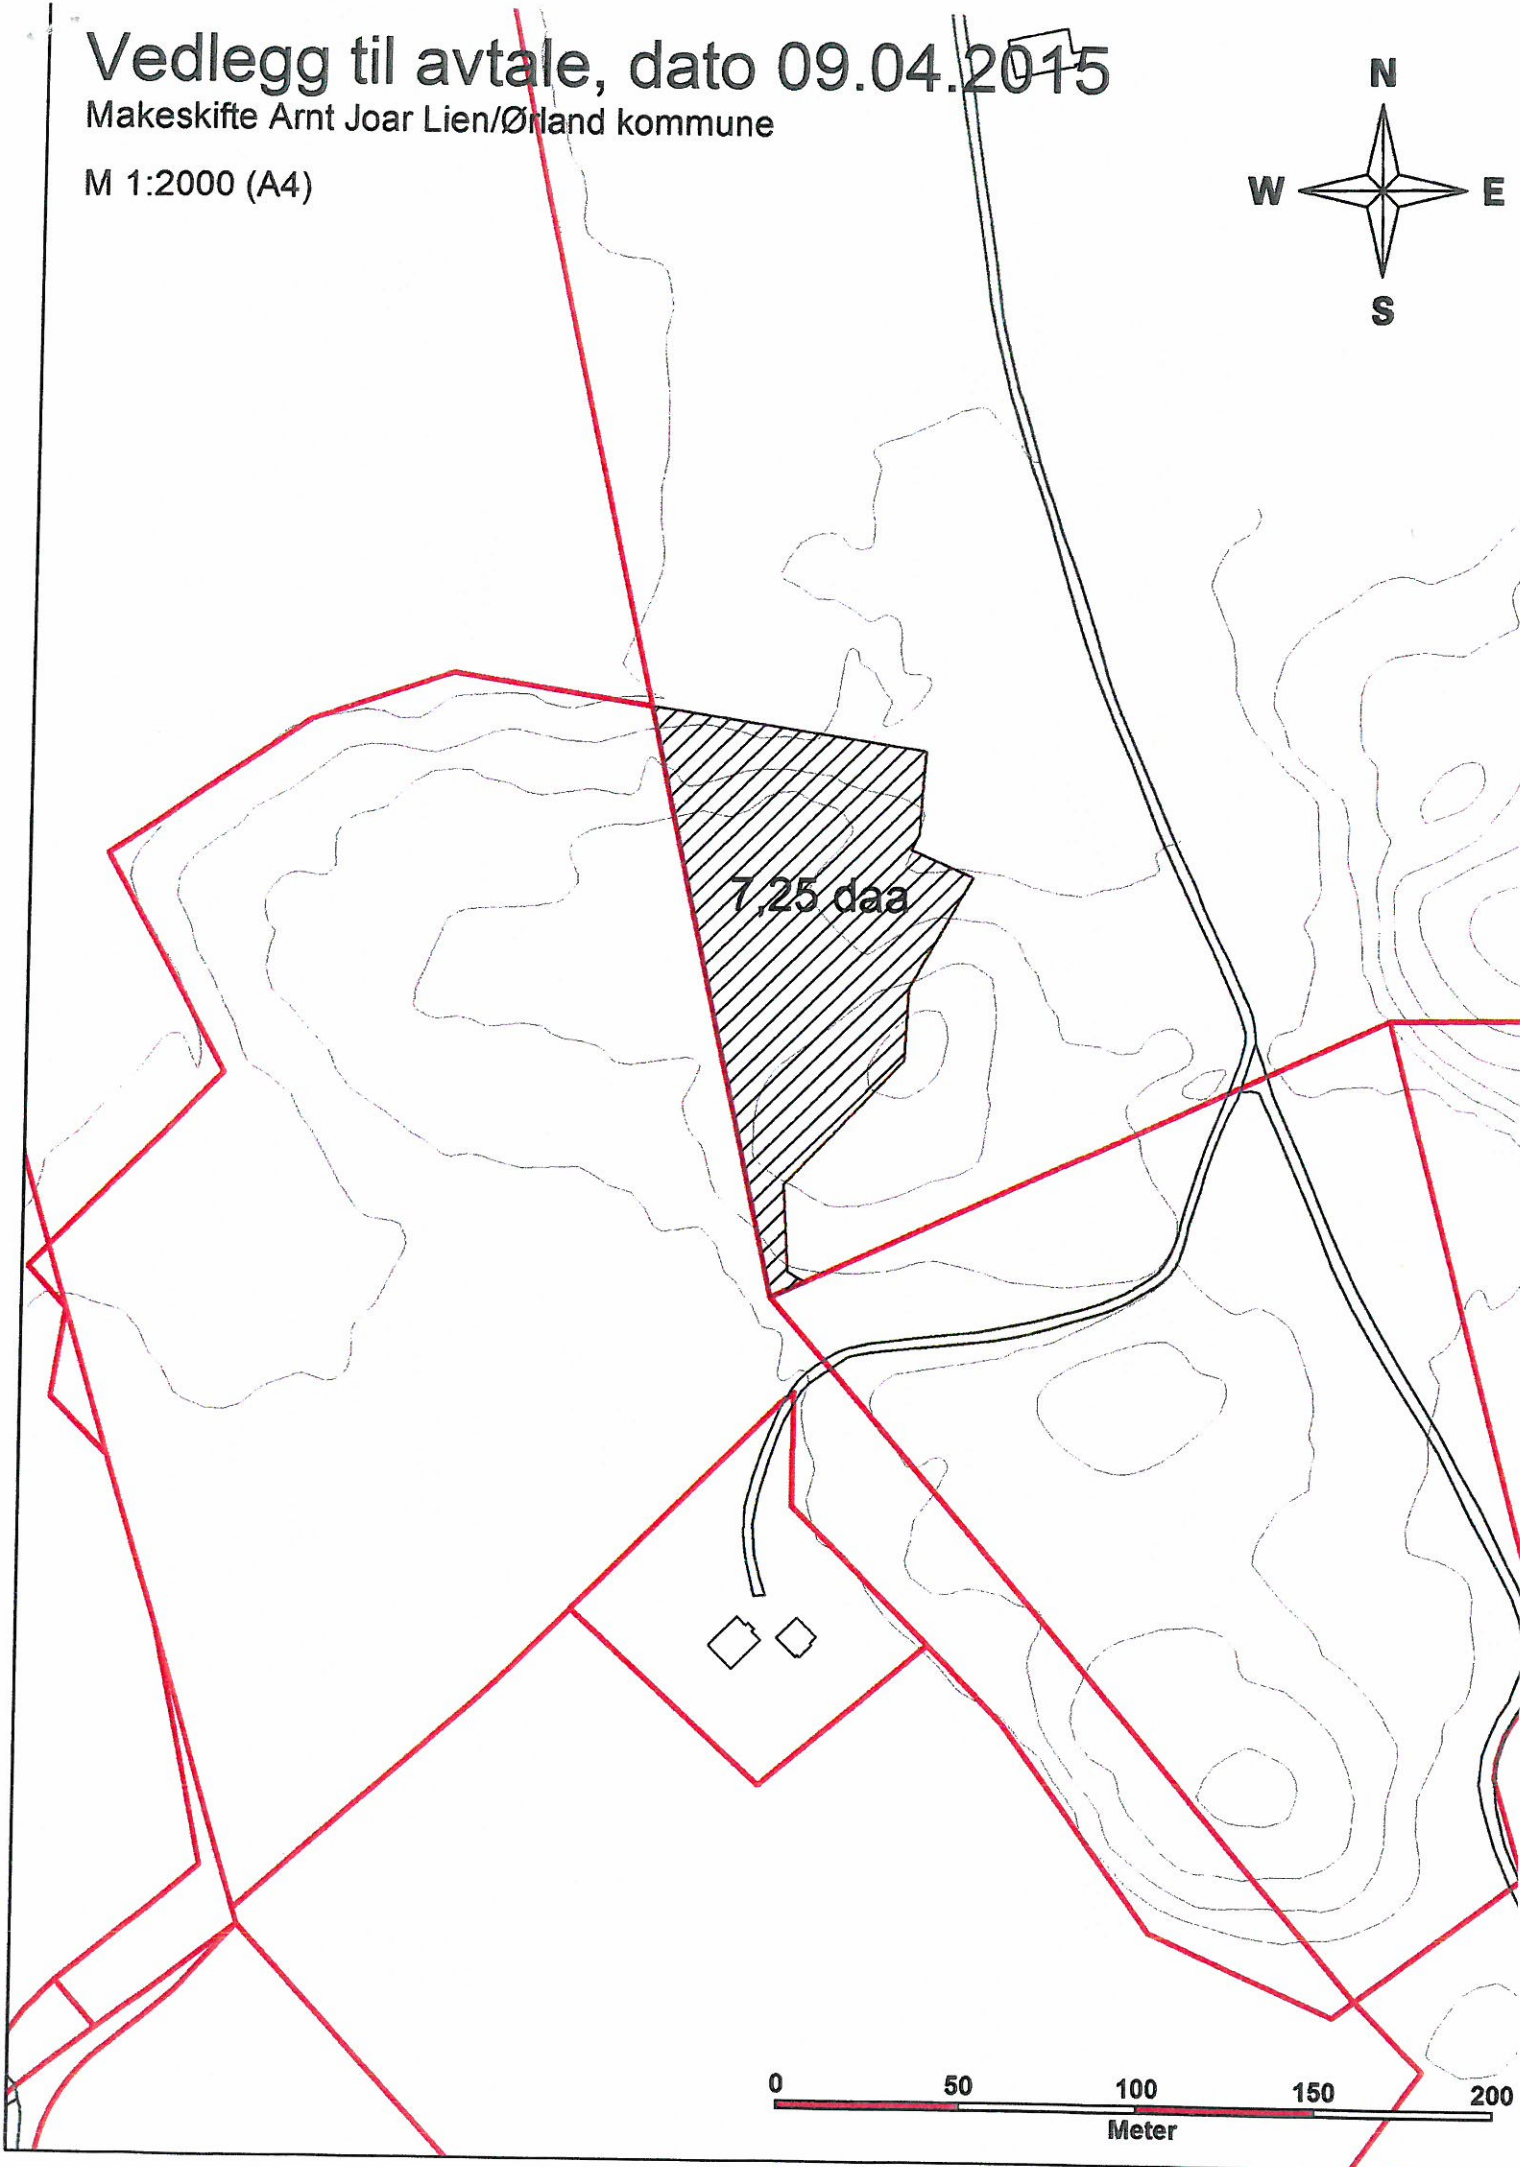 Vedlegg til avtale, dato 09.04.2015
Makeskifte Arnt Joar Lien/Ørland kommune
M 1:2000 (A4)
N
W E
S
7,25 daa
0 50 100 150 200
Meter